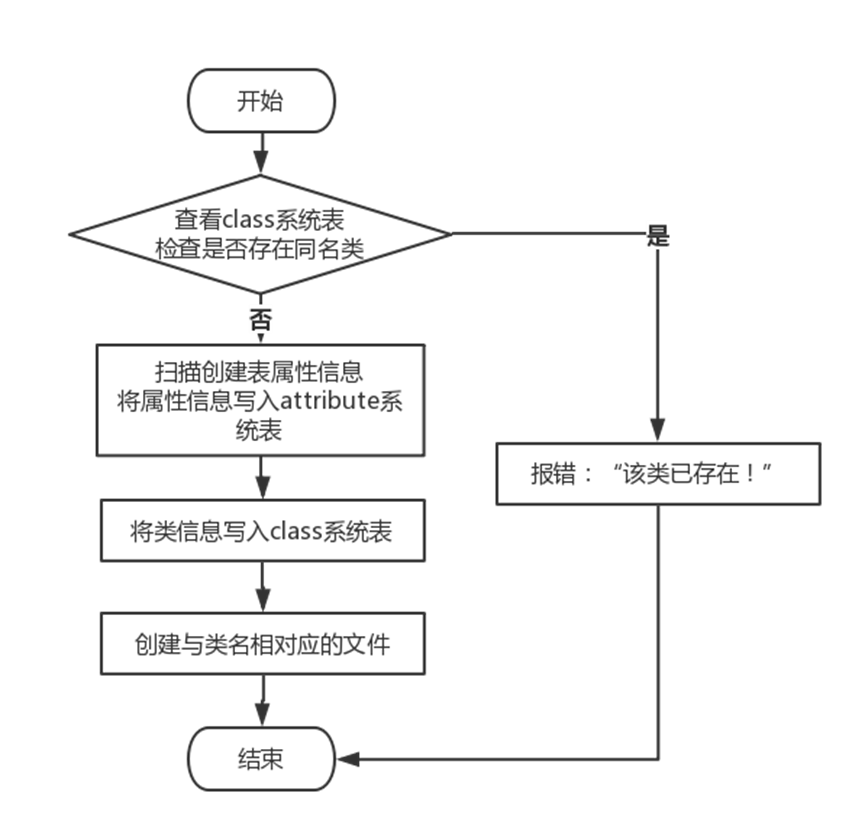 开始
查看class系统表
检查是否存在同名类
是
否
扫描创建表属性信息
将属性信息写入attribute系
统表
报错：“该类已存在！”
将类信息写入class系统表
创建与类名相对应的文件
结束